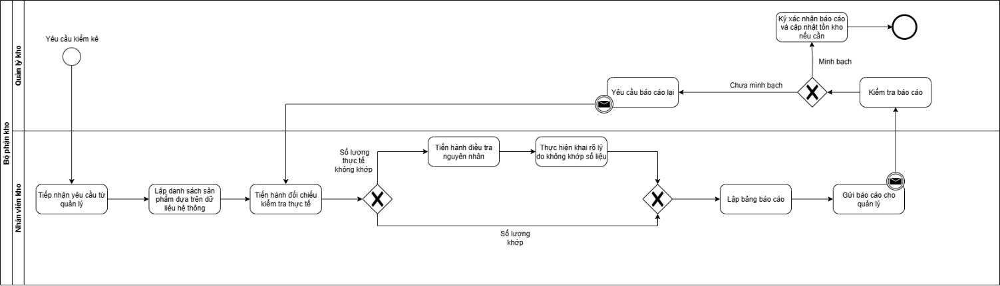 Bộ phận kho
Quản lý kho
Yêu cầu kiểm kê
Ký xác nhận báo cáo
và cập nhật tồn kho
nếu cần
Minh bạch
Yêu cầu báo cáo lại
Chưa minh bạch
Kiểm tra báo cáo
Nhân viên kho
Số lượng
thực tế
không khớp
Tiến hành điều tra
nguyên nhân
Thực hiện khai rõ lý
do không khớp số liệu
Tiếp nhận yêu cầu từ
quản lý
Lập danh sách sản
phẩm dựa trên dữ
liệu hệ thống
Tiến hành đối chiếu
kiểm tra thực tế
Lập bảng báo cáo
Gửi báo cáo cho
quản lý
Số lượng
khớp